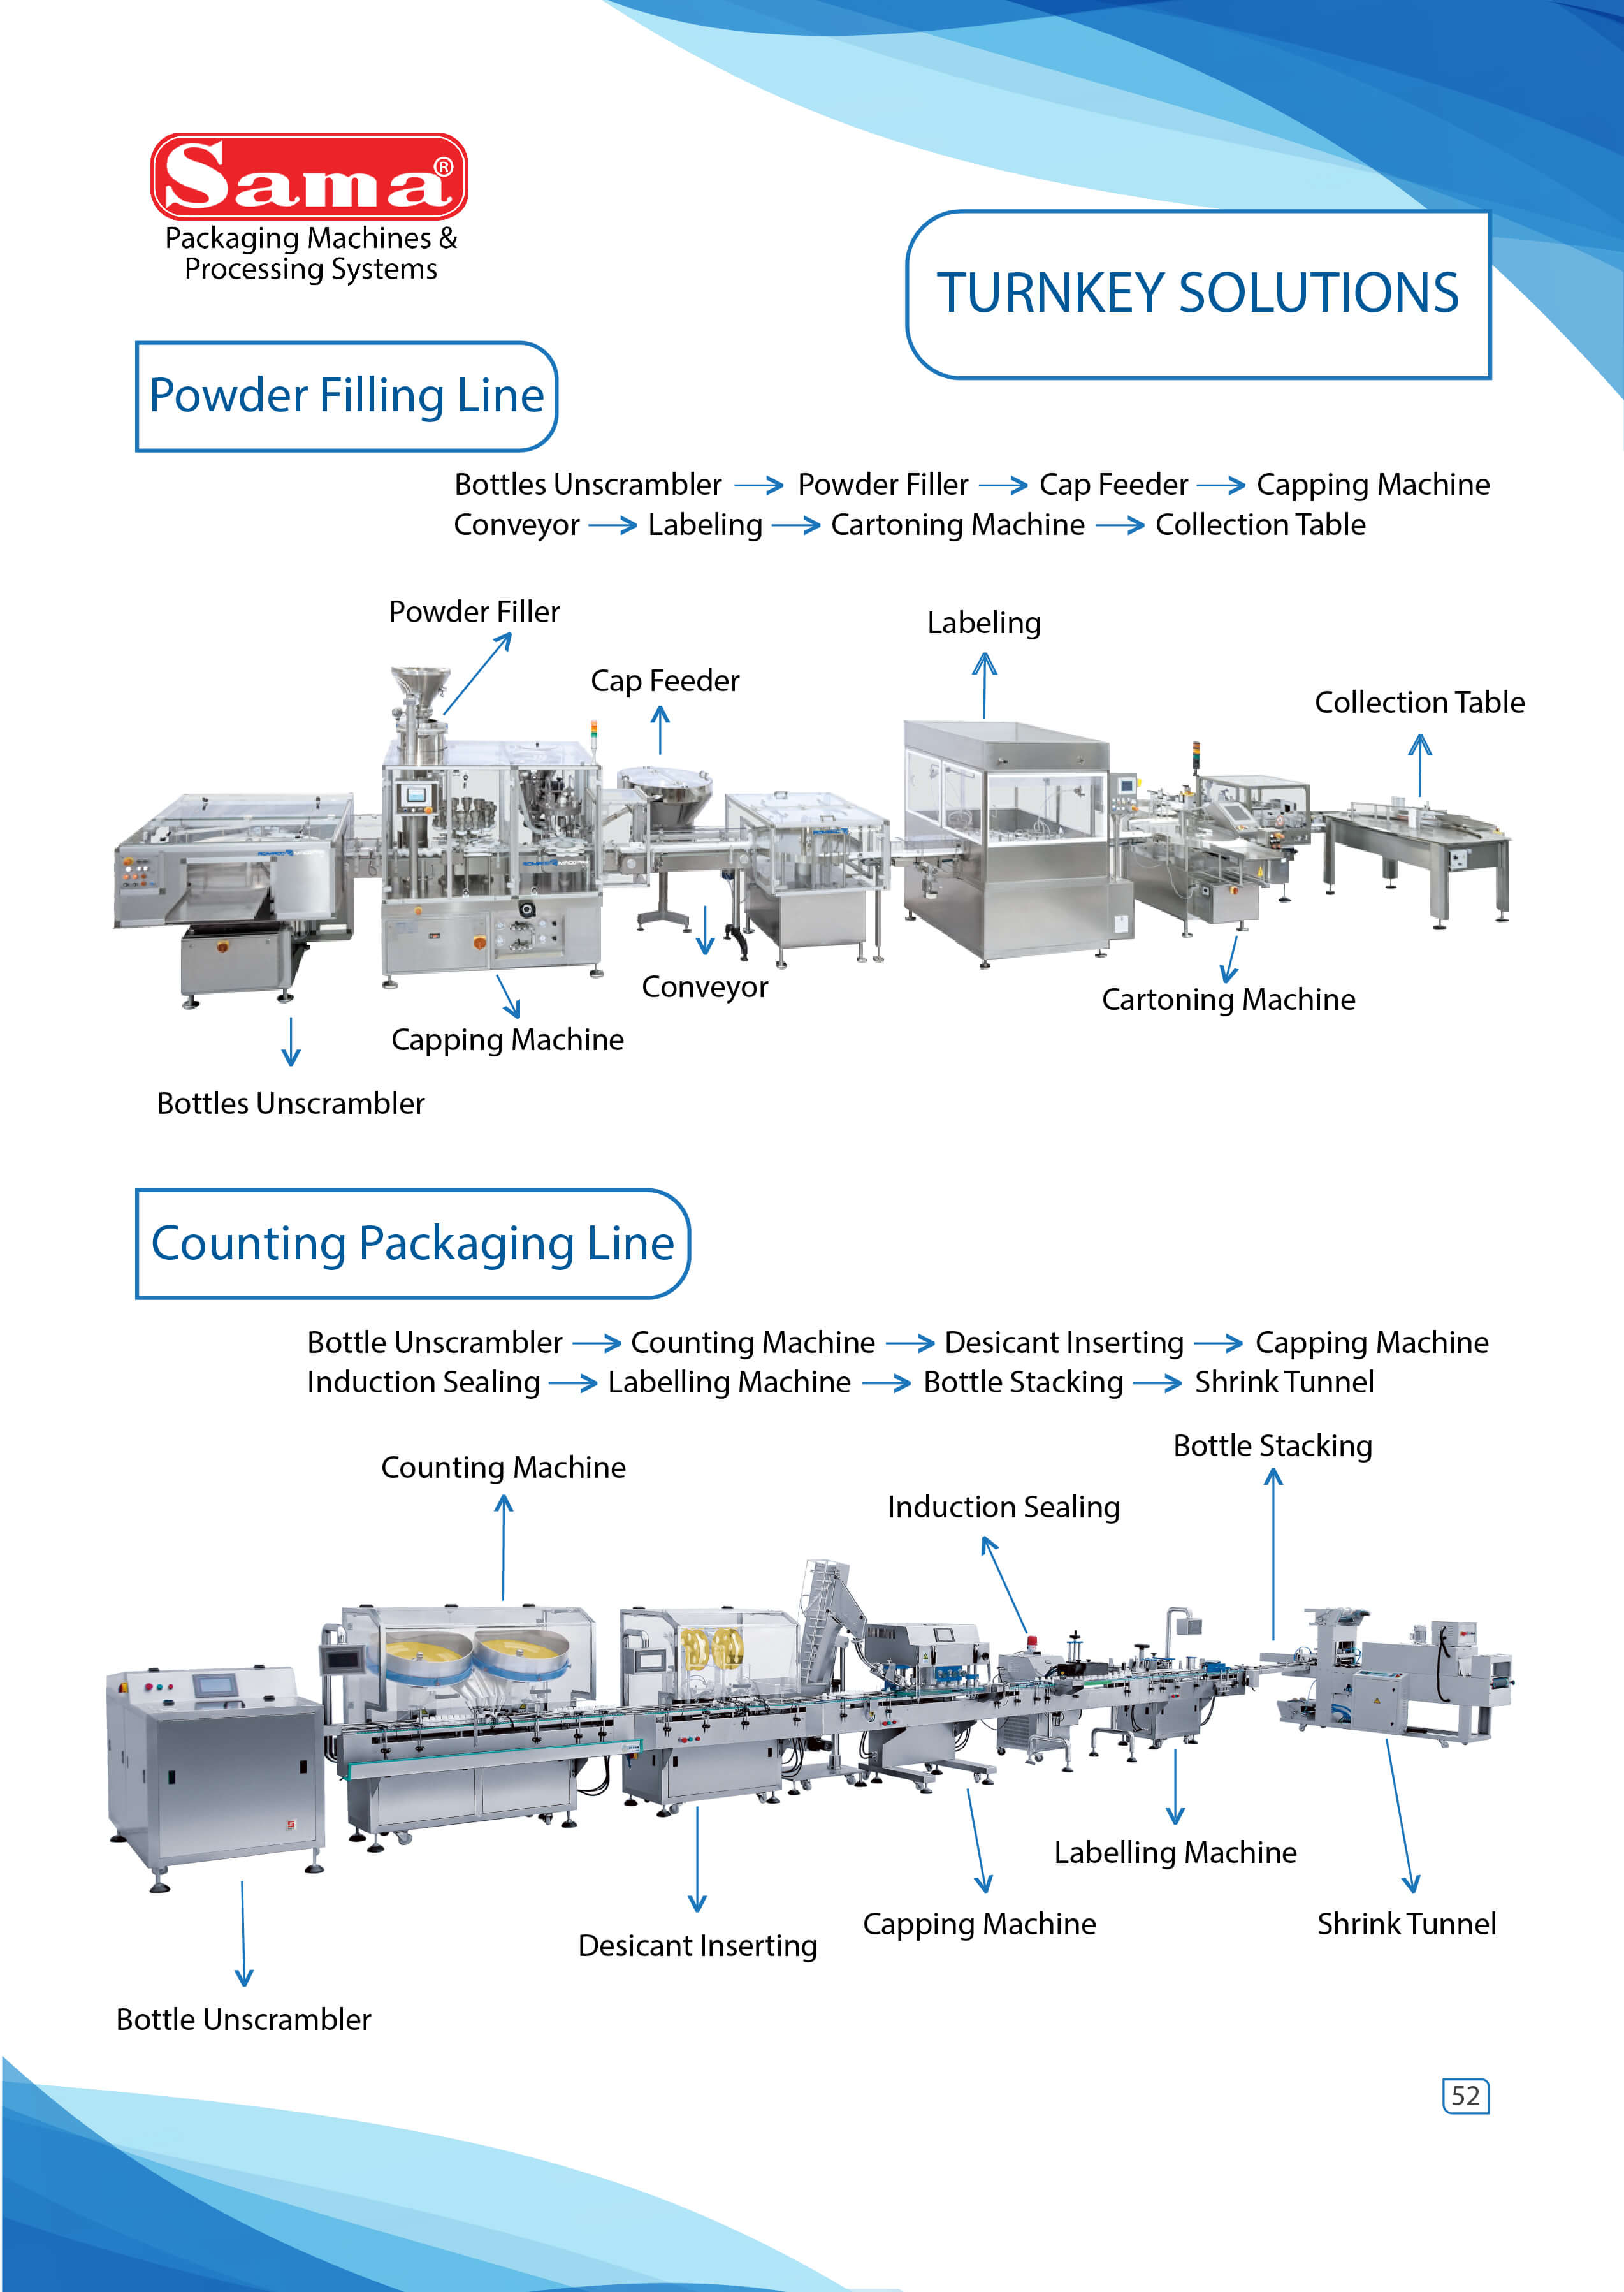 Sama®
Packaging Machines &
Processing Systems
TURNKEY SOLUTIONS
Powder Filling Line
Bottles Unscrambler → Powder Filler → Cap Feeder → Capping Machine
Conveyor → Labeling → Cartoning Machine → Collection Table
Powder Filler
Labeling
Cap Feeder
Collection Table
Conveyor
Cartoning Machine
Capping Machine
Bottles Unscrambler
Counting Packaging Line
Bottle Unscrambler → Counting Machine → Desicant Inserting → Capping Machine
Induction Sealing → Labelling Machine → Bottle Stacking → Shrink Tunnel
Bottle Stacking
Counting Machine
Induction Sealing
Labelling Machine
Capping Machine
Shrink Tunnel
Desicant Inserting
Bottle Unscrambler
52